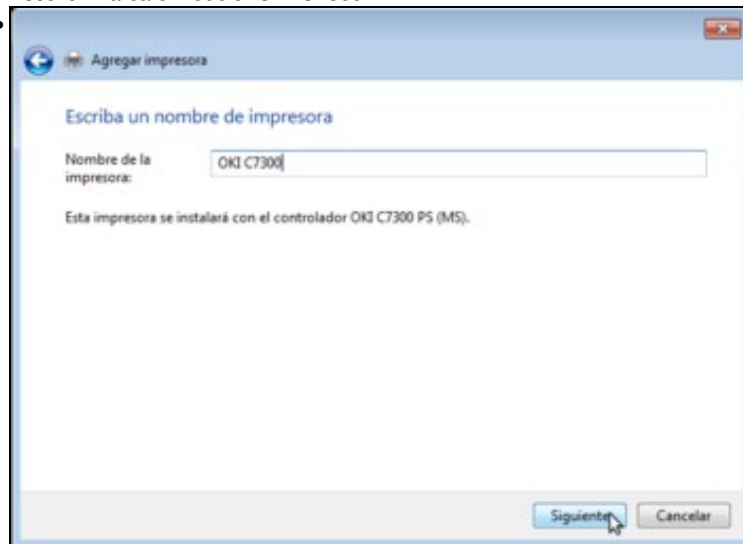 Agregar impresora
Escriba un nombre de impresora
Nombre de la
impresora:
OKI C7300
Esta impresora se instalará con el controlador OKI C7300 PS (MS).
Siguiente
Cancelar